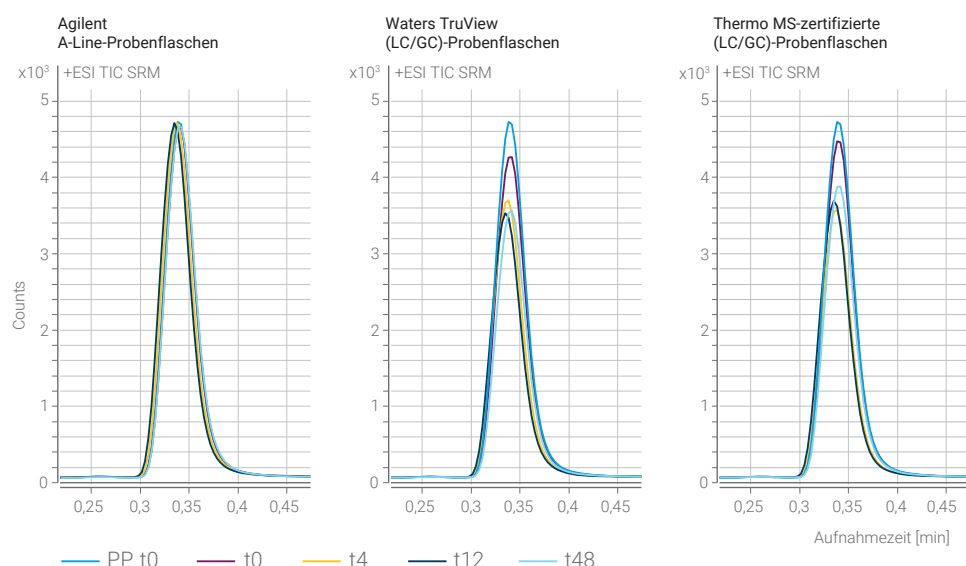 Agilent
A-Line-Probenflaschen
Waters TruView
(LC/GC)-Probenflaschen
Thermo MS-zertifizierte
(LC/GC)-Probenflaschen
x10³ +ESI TIC SRM
x10³ +ESI TIC SRM
x10³ +ESI TIC SRM
5 5 5
4 4 4
3 3 3
2 2 2
1 1 1
0 0 0
Counts
0,25 0,3 0,35 0,4 0,45
0,25 0,3 0,35 0,4 0,45
0,25 0,3 0,35 0,4 0,45
Aufnahmezeit [min]
PP t0 t0 t4 t12 t48